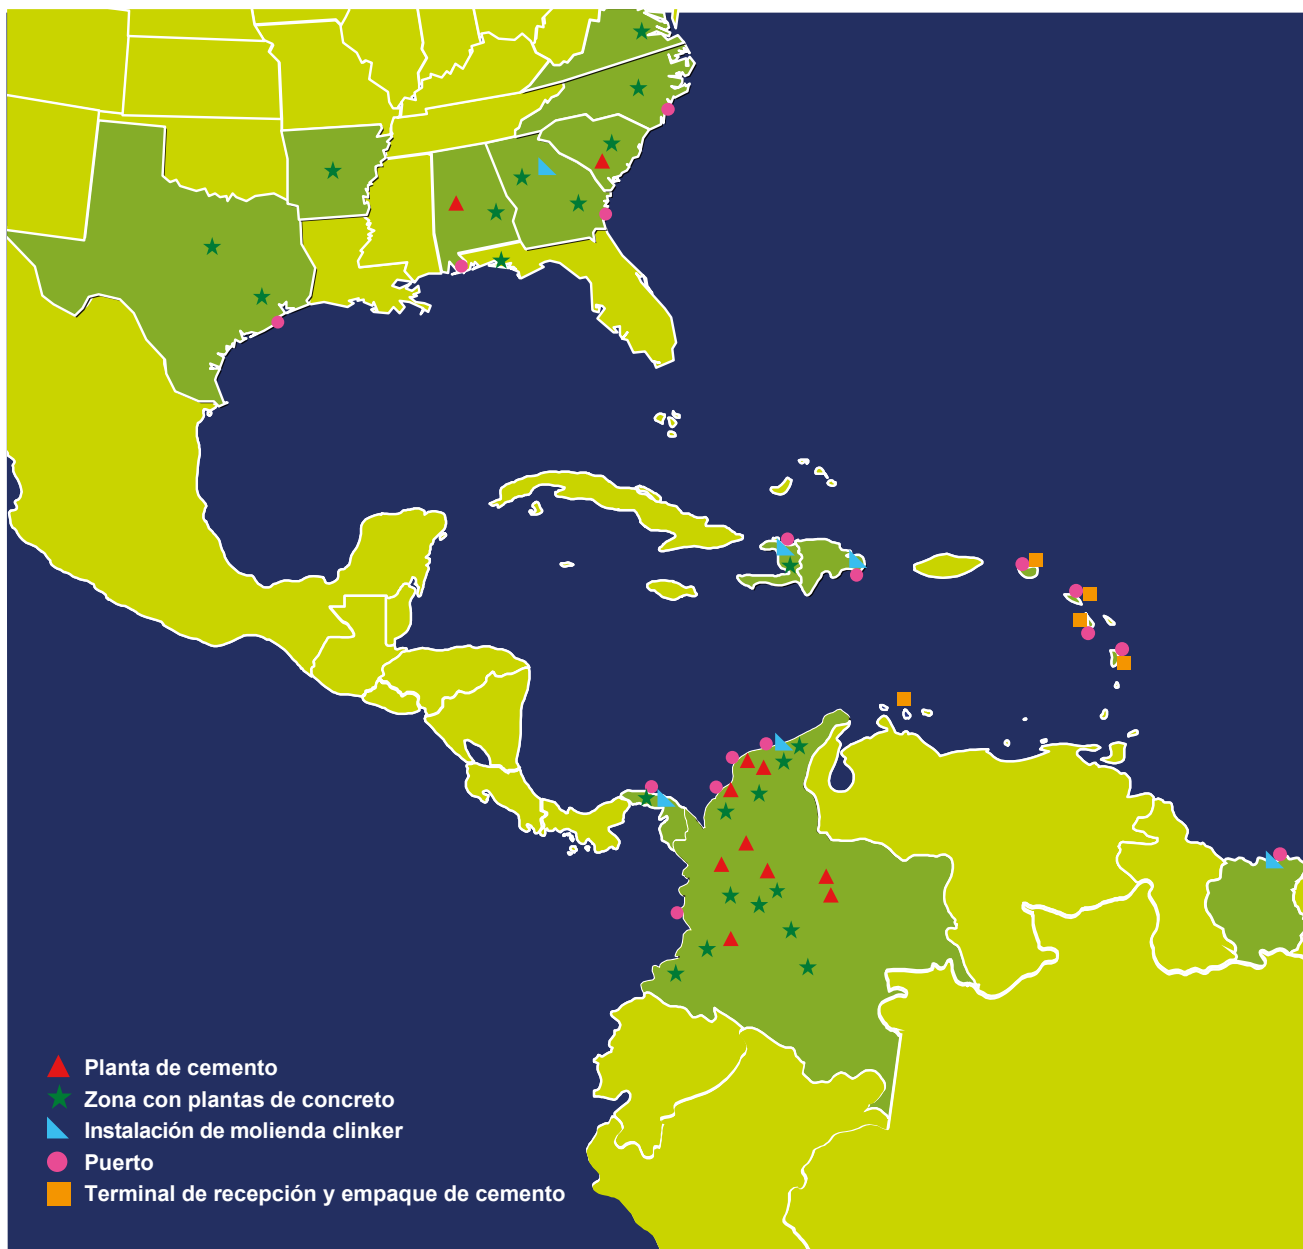 Planta de cemento
Zona con plantas de concreto
Instalación de molienda clinker
Puerto
Terminal de recepción y empaque de cemento